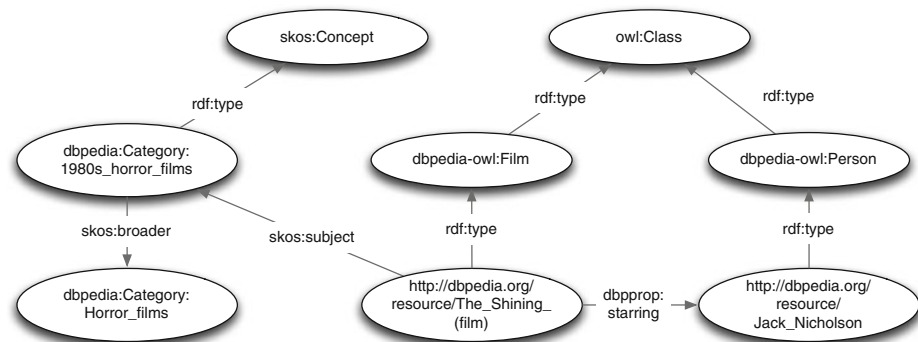 skos:Concept
owl:Class
rdf:type
rdf:type
rdf:type
dbpedia:Category:
1980s_horror_films
dbpedia-owl:Film
dbpedia-owl:Person
skos:broader
skos:subject
rdf:type
rdf:type
dbpedia:Category:
Horror_films
http://dbpedia.org/
resource/The_Shining_
(film)
dbpprop:
starring
http://dbpedia.org/
resource/
Jack_Nicholson